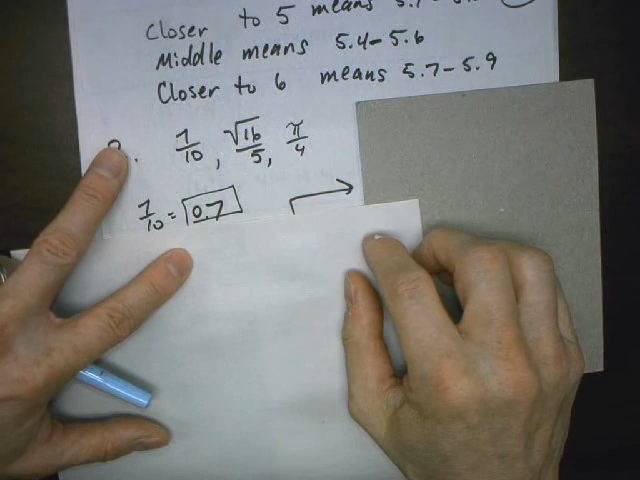 Closer to 5 means
Middle means 5.4-5.6
Closer to 6 means 5.7-5.9
7/10, √16/5, π/4
7/10 = 0.7